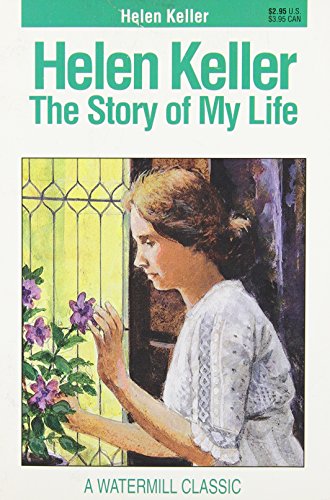 Helen Keller
$2.95 U.S.
$3.95 CAN
Helen Keller
The Story of My Life
A WATERMILL CLASSIC